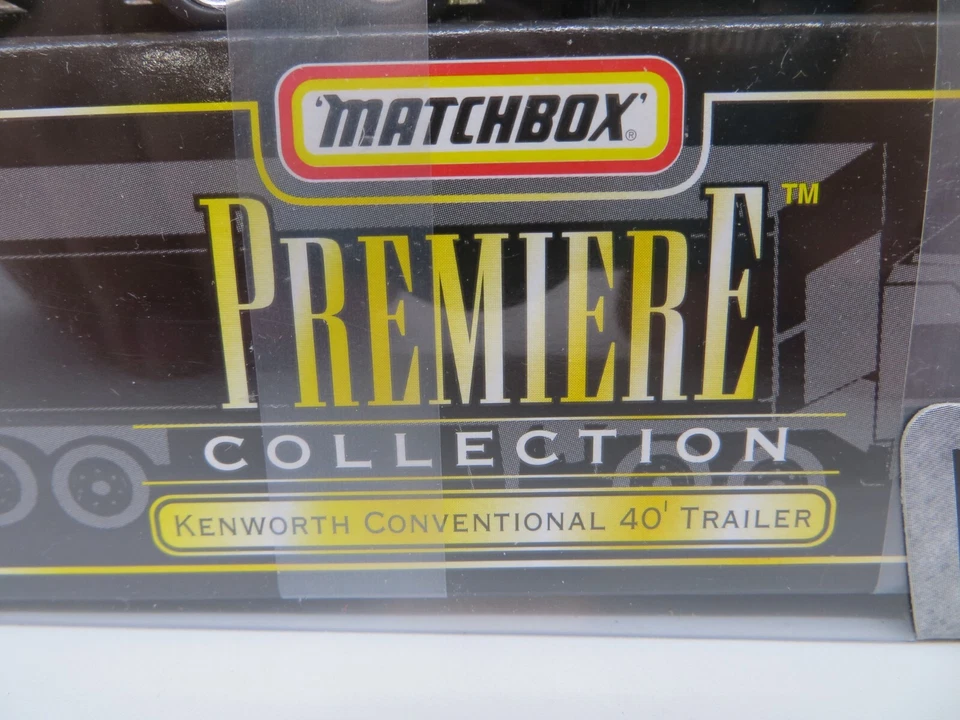 'MATCHBOX'®
PREMIERE™
COLLECTION
KENWORTH CONVENTIONAL 40' TRAILER